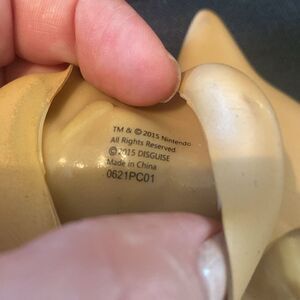 TM & © 2015 Nintendo
All Rights Reserved.
©2015 DISGUISE
Made in China
0621PC01